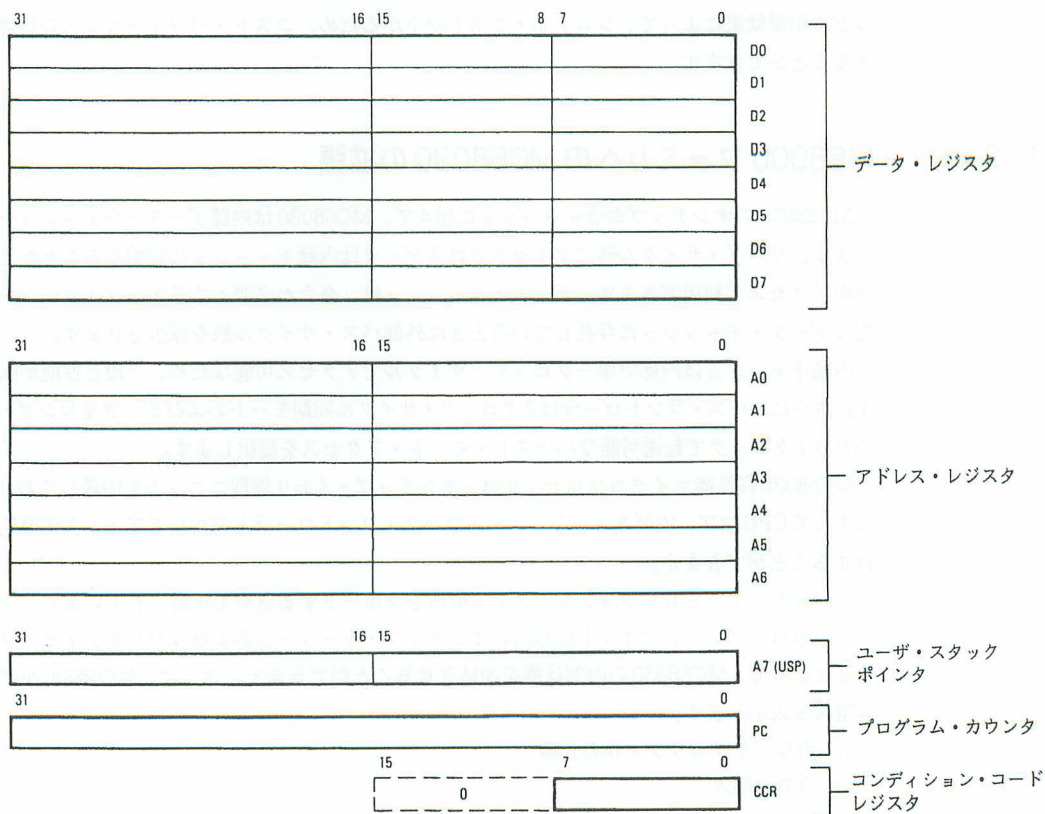 31 16 15 8 7 0
D0
D1
D2
D3
D4
D5
D6
D7
データ・レジスタ
31 16 15 0
A0
A1
A2
A3
A4
A5
A6
アドレス・レジスタ
31 16 15 0
A7 (USP)
ユーザ・スタック
ポインタ
31 0
PC
プログラム・カウンタ
15 7 0
0
CCR
コンディション・コード
レジスタ